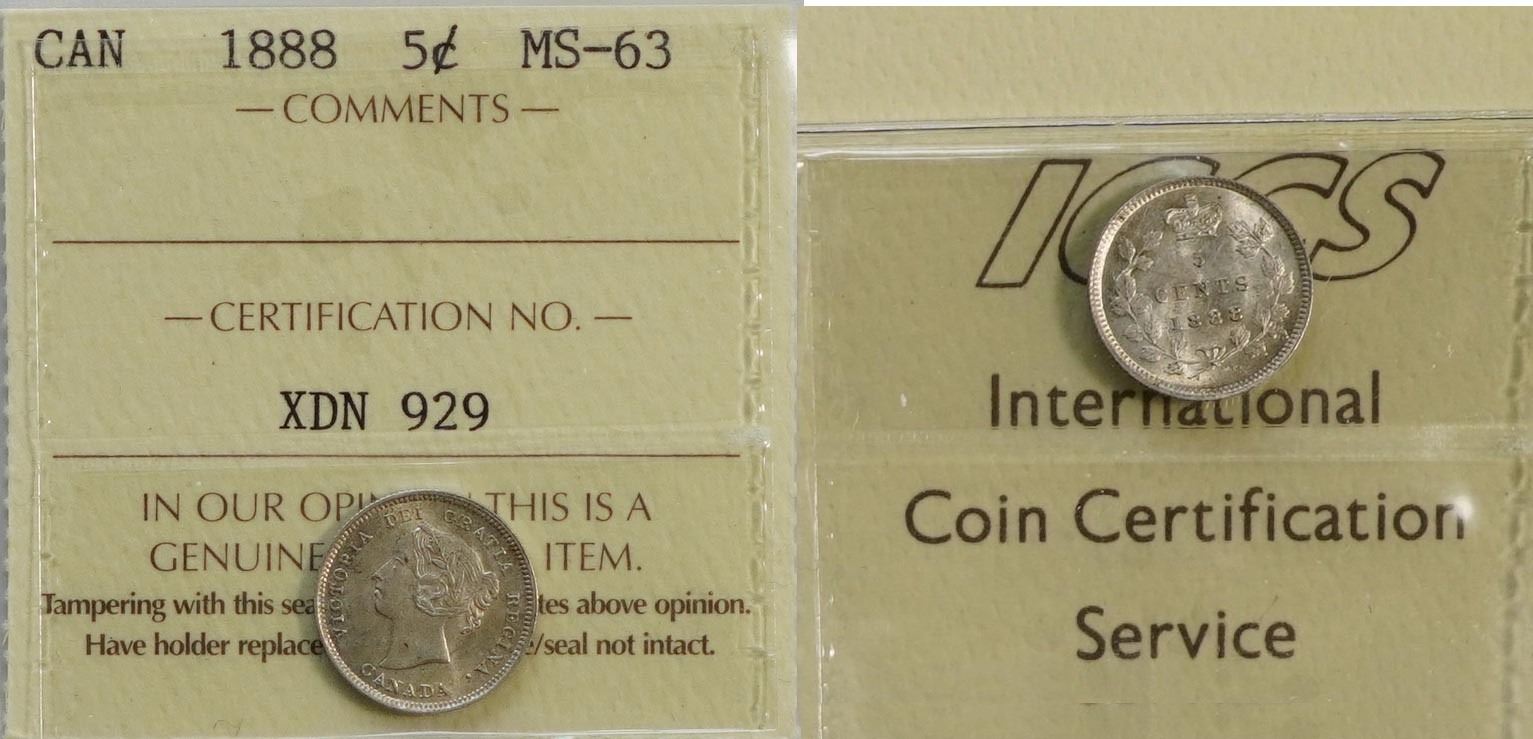 CAN 1888 5¢ MS-63
— COMMENTS —
— CERTIFICATION NO. —
XDN 929
IN OUR OPIN THIS IS A
GENUINE ITEM.
Tampering with this sea tes above opinion.
Have holder replace e/seal not intact.
VICTORIA DEI GRATIA REGINA.
CANADA
ICCS
5
CENTS
1888
International
Coin Certification
Service